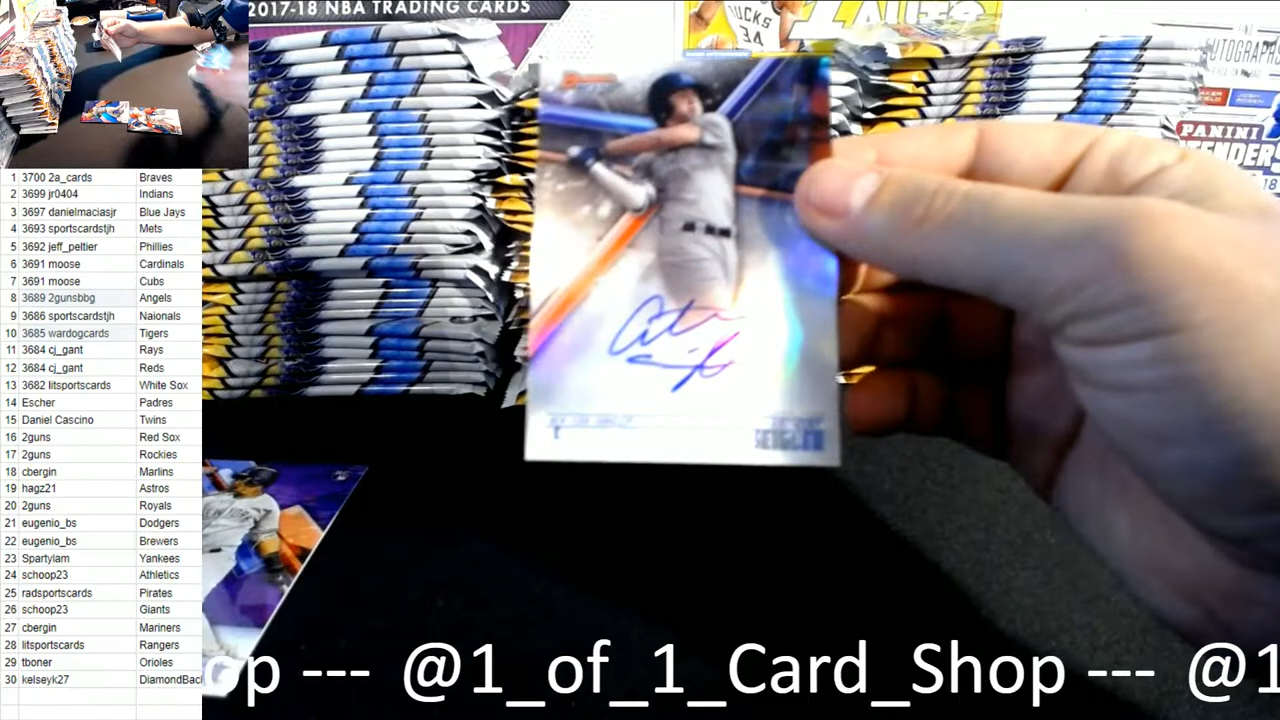 2017-18 NBA TRADING CARDS
BUCKS
34
AUTOGRAPH
PANINI
18
1 3700 2a_cards Braves
2 3699 jr0404 Indians
3 3697 danielmaciasjr Blue Jays
4 3693 sportscardstjh Mets
5 3692 jeff_peltier Phillies
6 3691 moose Cardinals
7 3691 moose Cubs
8 3689 2gunsbbg Angels
9 3686 sportscardstjh Naionals
10 3685 wardogcards Tigers
11 3684 cj_gant Rays
12 3684 cj_gant Reds
13 3682 litsportscards White Sox
14 Escher Padres
15 Daniel Cascino Twins
16 2guns Red Sox
17 2guns Rockies
18 cbergin Marlins
19 hagz21 Astros
20 2guns Royals
21 eugenio_bs Dodgers
22 eugenio_bs Brewers
23 Spartylam Yankees
24 schoop23 Athletics
25 radsportscards Pirates
26 schoop23 Giants
27 cbergin Mariners
28 litsportscards Rangers
29 tboner Orioles
30 kelseyk27 DiamondBac
op --- @1_of_1_Card_Shop --- @1